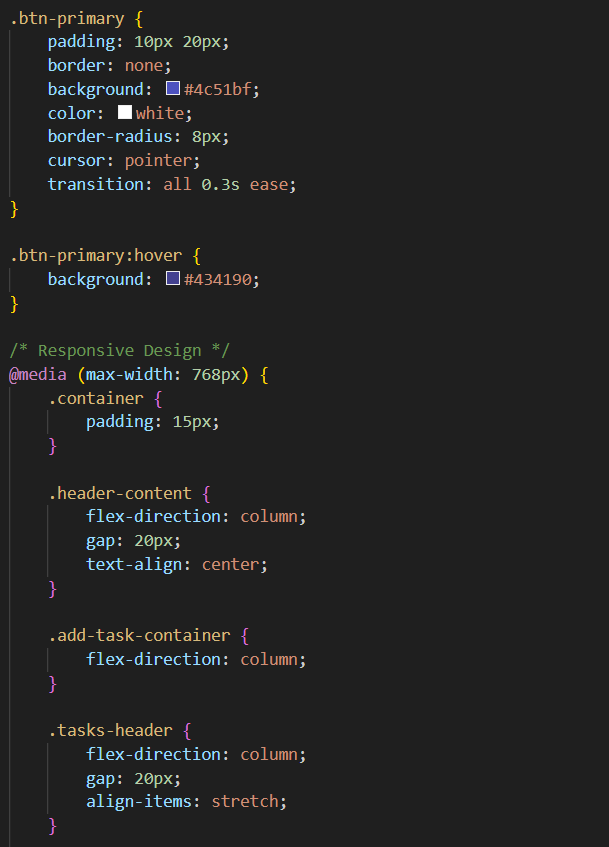 .btn-primary {
    padding: 10px 20px;
    border: none;
    background: #4c51bf;
    color: white;
    border-radius: 8px;
    cursor: pointer;
    transition: all 0.3s ease;
}

.btn-primary:hover {
    background: #434190;
}

/* Responsive Design */
@media (max-width: 768px) {
    .container {
        padding: 15px;
    }

    .header-content {
        flex-direction: column;
        gap: 20px;
        text-align: center;
    }

    .add-task-container {
        flex-direction: column;
    }

    .tasks-header {
        flex-direction: column;
        gap: 20px;
        align-items: stretch;
    }